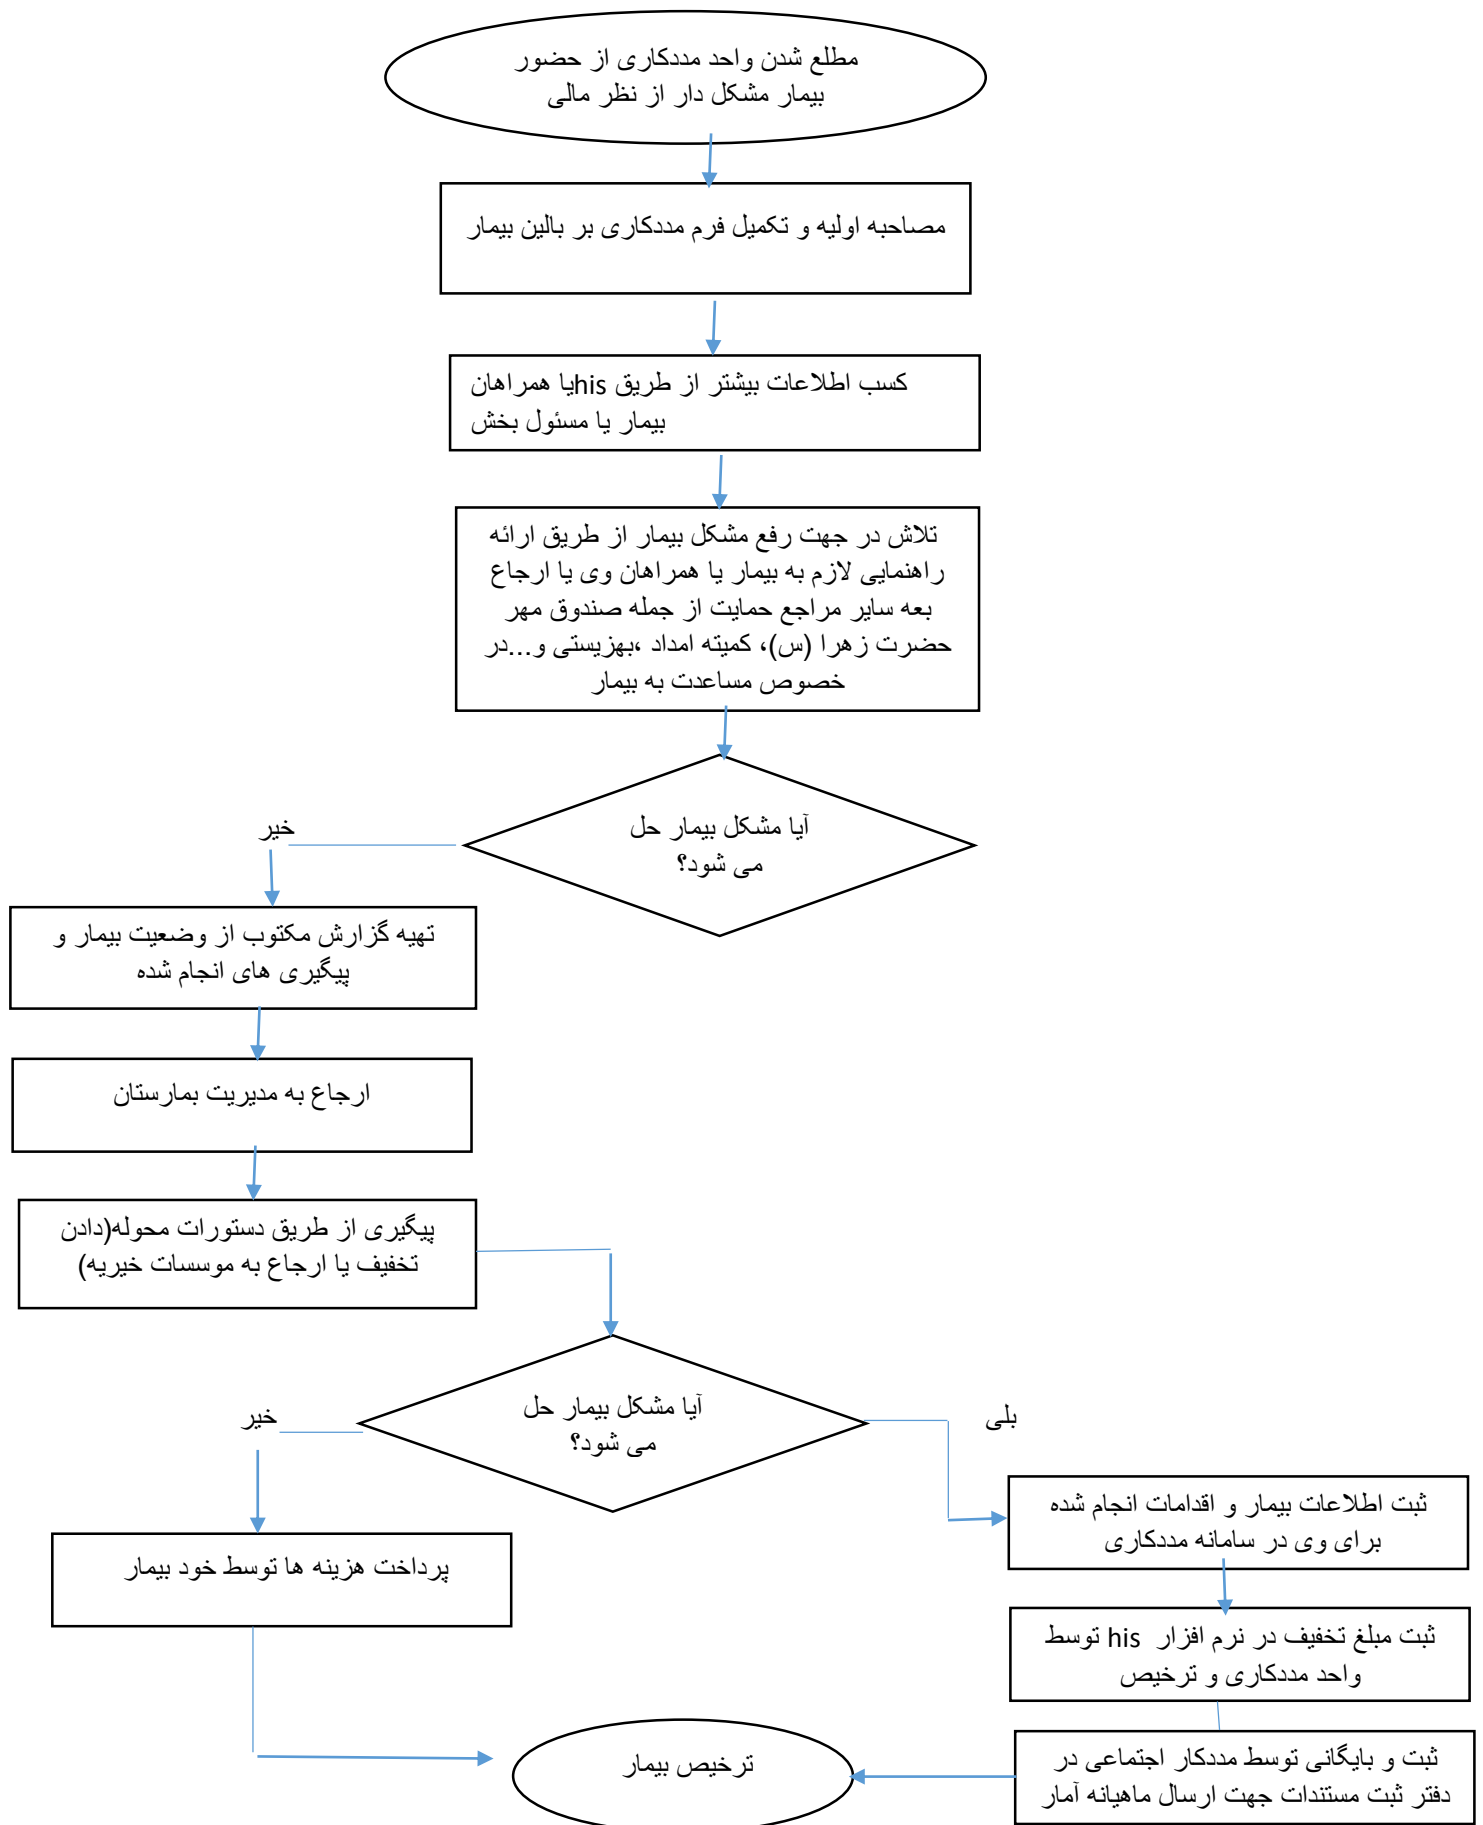 مطلع شدن واحد مددکاری از حضور
بیمار مشکل دار از نظر مالی
مصاحبه اولیه و تکمیل فرم مددکاری بر بالین بیمار
کسب اطلاعات بیشتر از طریق hisیا همراهان
بیمار یا مسئول بخش
تلاش در جهت رفع مشکل بیمار از طریق ارائه
راهنمایی لازم به بیمار یا همراهان وی یا ارجاع
بعه سایر مراجع حمایت از جمله صندوق مهر
حضرت زهرا (س)، کمیته امداد ،بهزیستی و...در
خصوص مساعدت به بیمار
آیا مشکل بیمار حل
می شود؟
خیر
تهیه گزارش مکتوب از وضعیت بیمار و
پیگیری های انجام شده
ارجاع به مدیریت بمارستان
پیگیری از طریق دستورات محوله(دادن
تخفیف یا ارجاع به موسسات خیریه)
آیا مشکل بیمار حل
می شود؟
خیر
بلی
ثبت اطلاعات بیمار و اقدامات انجام شده
برای وی در سامانه مددکاری
پرداخت هزینه ها توسط خود بیمار
ثبت مبلغ تخفیف در نرم افزار his توسط
واحد مددکاری و ترخیص
ثبت و بایگانی توسط مددکار اجتماعی در
دفتر ثبت مستندات جهت ارسال ماهیانه آمار
ترخیص بیمار